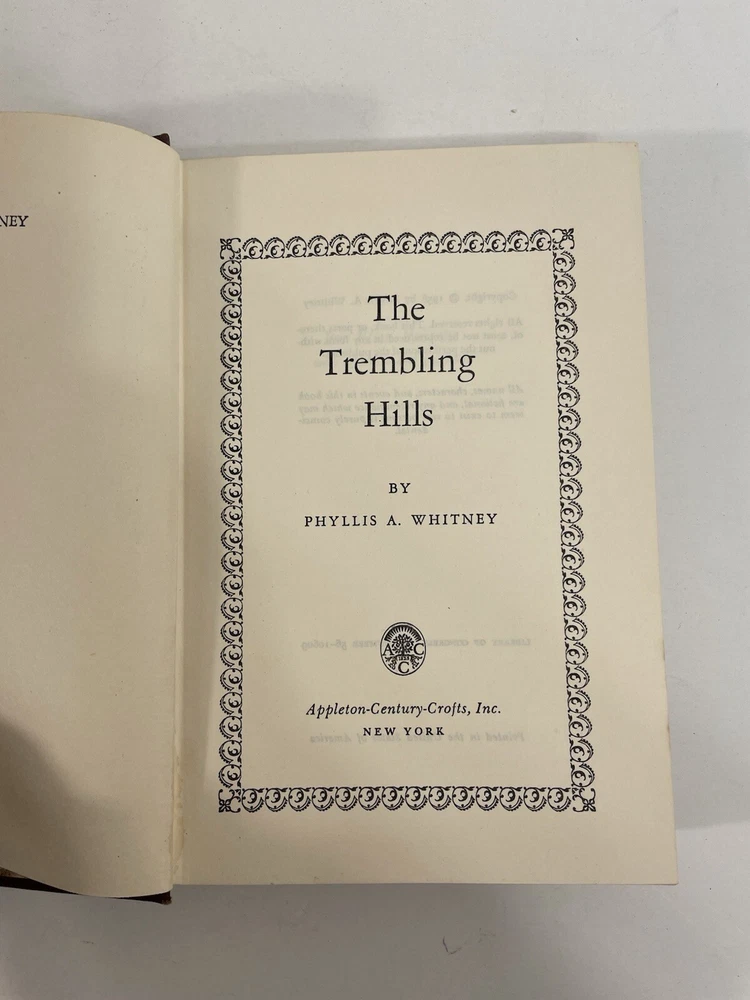 NEY
The
Trembling
Hills
BY
PHYLLIS A. WHITNEY
A C
C
Appleton-Century-Crofts, Inc.
NEW YORK